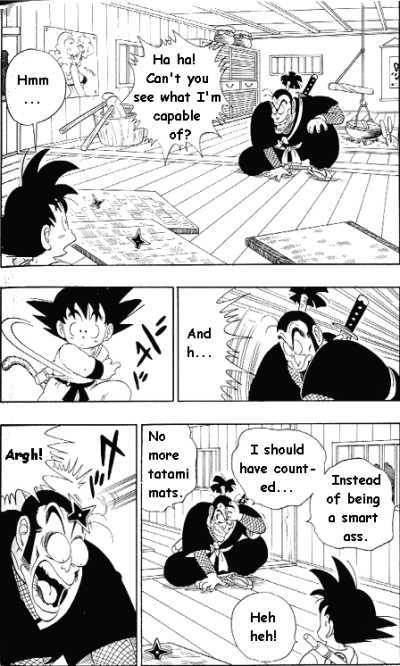 Hmm
...
Ha ha!
Can't you
see what I'm
capable
of?
And
h...
Argh!
No
more
tatami
mats.
I should
have count-
ed...
Instead
of being
a smart
ass.
Heh
heh!